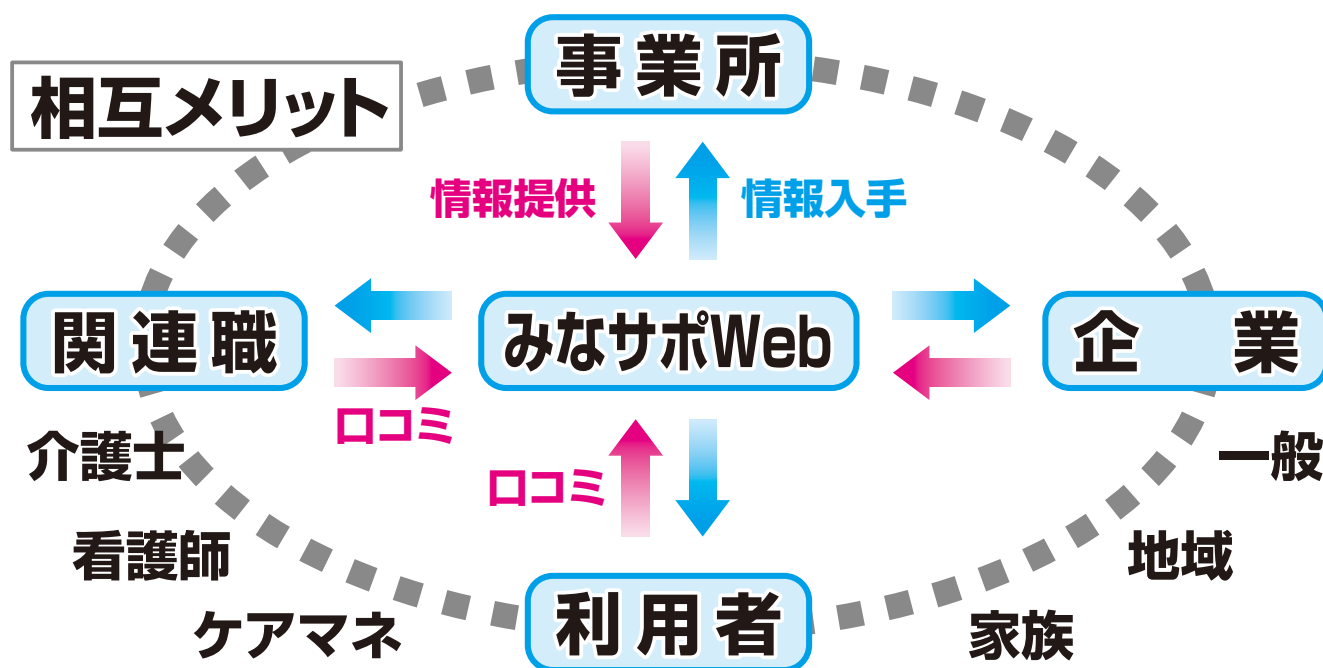 事業所
相互メリット
情報提供
情報入手
関連職
みなサポWeb
企　業
口コミ
介護士
口コミ
一般
看護師
地域
ケアマネ
利用者
家族